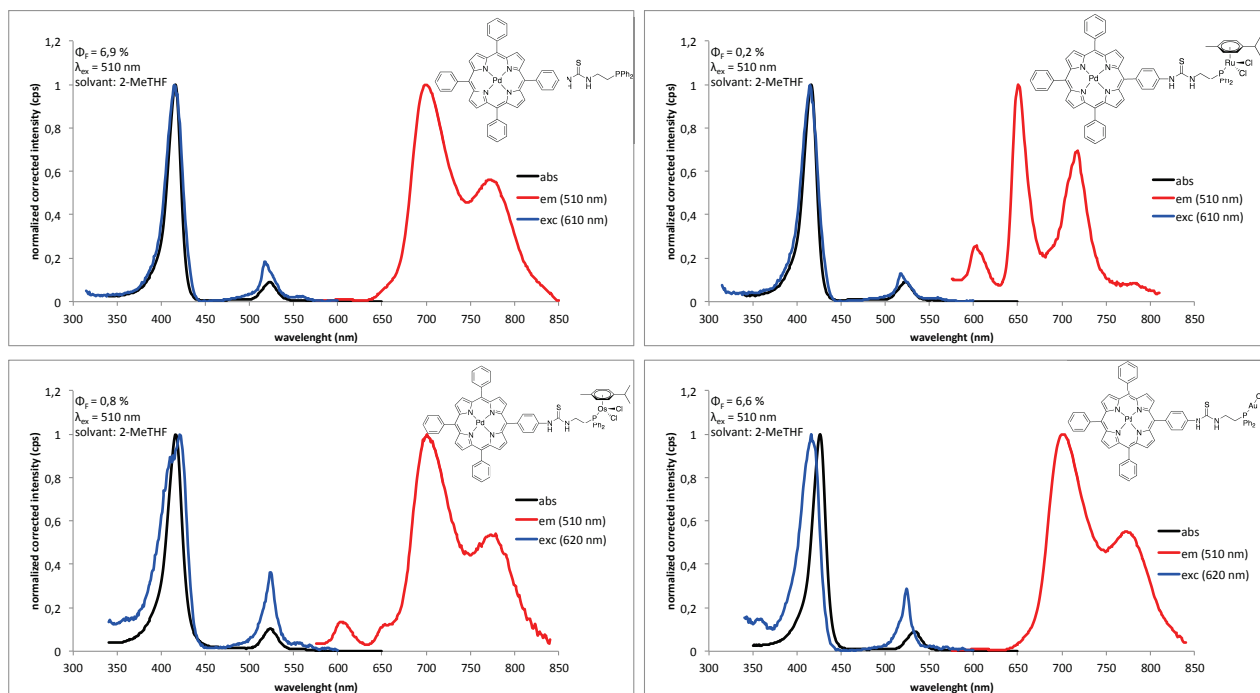 1,2
1
0,8
0,6
0,4
0,2
0
normalized corrected intensity (cps)
ΦF = 6,9 %
λex = 510 nm
solvant: 2-MeTHF
N
N
Pd
N
N
S
N
H
N
H
PPh2
abs
em (510 nm)
exc (610 nm)
300 350 400 450 500 550 600 650 700 750 800 850
wavelenght (nm)
1,2
1
0,8
0,6
0,4
0,2
0
normalized corrected intensity (cps)
ΦF = 0,2 %
λex = 510 nm
solvant: 2-MeTHF
N
N
Pd
N
N
S
N
H
N
H
Ru
Cl
Cl
P
Ph2
abs
em (510 nm)
exc (610 nm)
300 350 400 450 500 550 600 650 700 750 800 850
wavelenght (nm)
1,2
1
0,8
0,6
0,4
0,2
0
normalized corrected intensity (cps)
ΦF = 0,8 %
λex = 510 nm
solvant: 2-MeTHF
N
N
Pd
N
N
S
N
H
N
H
Os
Cl
Cl
P
Ph2
abs
em (510 nm)
exc (620 nm)
300 350 400 450 500 550 600 650 700 750 800 850
wavelenght (nm)
1,2
1
0,8
0,6
0,4
0,2
0
normalized corrected intensity (cps)
ΦF = 6,6 %
λex = 510 nm
solvant: 2-MeTHF
N
N
N
N
S
N
H
N
H
Au
P
Ph2
abs
em (510 nm)
exc (620 nm)
300 350 400 450 500 550 600 650 700 750 800 850
wavelenght (nm)